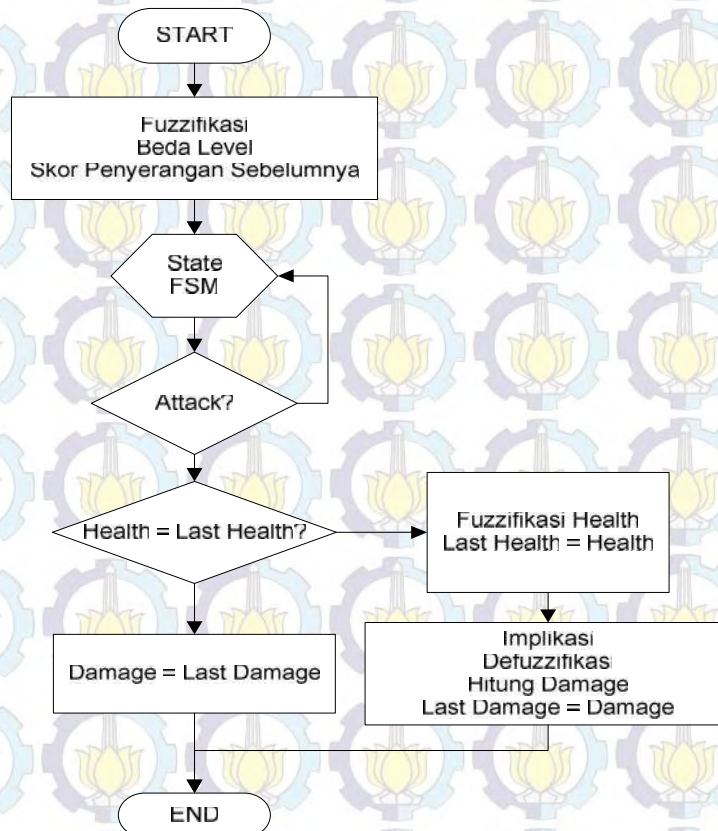 START
Fuzzifikasi
Beda Level
Skor Penyerangan Sebelumnya
State
FSM
Attack?
Health = Last Health?
Fuzzifikasi Health
Last Health = Health
Damage = Last Damage
Implikasi
Defuzzifikasi
Hitung Damage
Last Damage = Damage
END